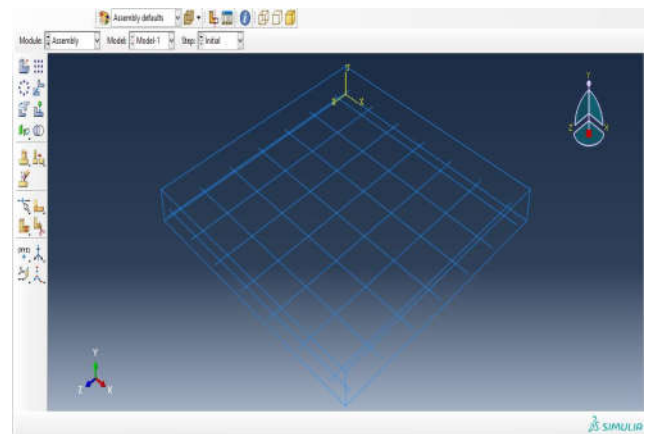 Assembly defaults
Module: Assembly Model: Model-1 Step: Initial
Y
Z X
Y
Z X
SIMULIA